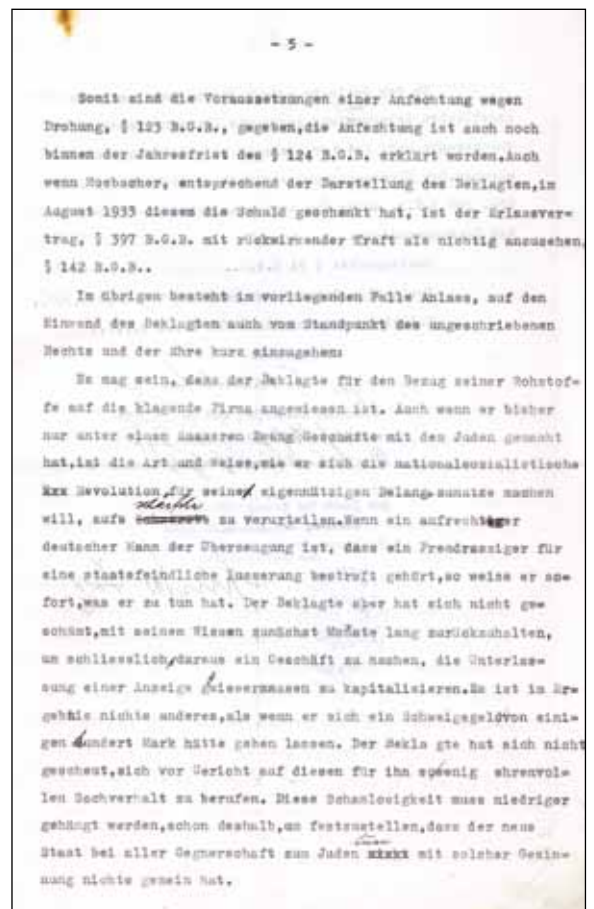 - 5 -
Somit sind die Voraussetzungen einer Anfechtung wegen
Drohung, § 123 B.G.B., gegeben,die Anfechtung ist auch noch
binnen der Jahresfrist des § 124 B.G.B. erklärt worden.Auch
wenn Mosbacher, entsprechend der Darstellung des Beklagten,im
August 1933 diesem die Schuld geschenkt hat, ist der Erlassver=
trag, § 397 B.G.B. mit rückwirkender Kraft als nichtig anzusehen,
§ 142 B.G.B..
Im übrigen besteht im vorliegenden Falle Anlass, auf den
Einwand des Beklagten auch vom Standpunkt des ungeschriebenen
Rechts und der Ehre kurz einzugehen:
Es mag sein, dass der Beklagte für den Bezug seiner Rohstof=
fe auf die klagende Firma angewiesen ist. Auch wenn er bisher
nur unter einem äusseren Zwang Geschäfte mit den Juden gemacht
hat,ist die Art und Weise,wie er sich die nationalsozialistische
xxx Revolution für seine eigennützigen Belange zunutze machen
will, aufs schärfste zu verurteilen.Wenn ein aufrechter
deutscher Mann der Überzeugung ist, dass ein Fremdrassiger für
eine staatsfeindliche Äusserung bestraft gehört,so weiss er so=
fort,was er zu tun hat. Der Beklagte aber hat sich nicht ge=
schämt,mit seinem Wissen zunächst Monate lang zurückzuhalten,
um schliesslich daraus ein Geschäft zu machen, die Unterlas=
sung einer Anzeige gewissermassen zu kapitalisieren.Es ist im Er=
gebnis nichts anderes,als wenn er sich ein Schweigegeldvon eini=
gen hundert Mark hätte geben lassen. Der Bekla gte hat sich nicht
gescheut,sich vor Gericht auf diesen für ihn so wenig ehrenvol=
len Sachverhalt zu berufen. Diese Schamlosigkeit muss niedriger
gehängt werden,schon deshalb,um festzustellen,dass der neue
Staat bei aller Gegnerschaft zum Juden xxxxx mit solcher Gesin=
nung nichts gemein hat.